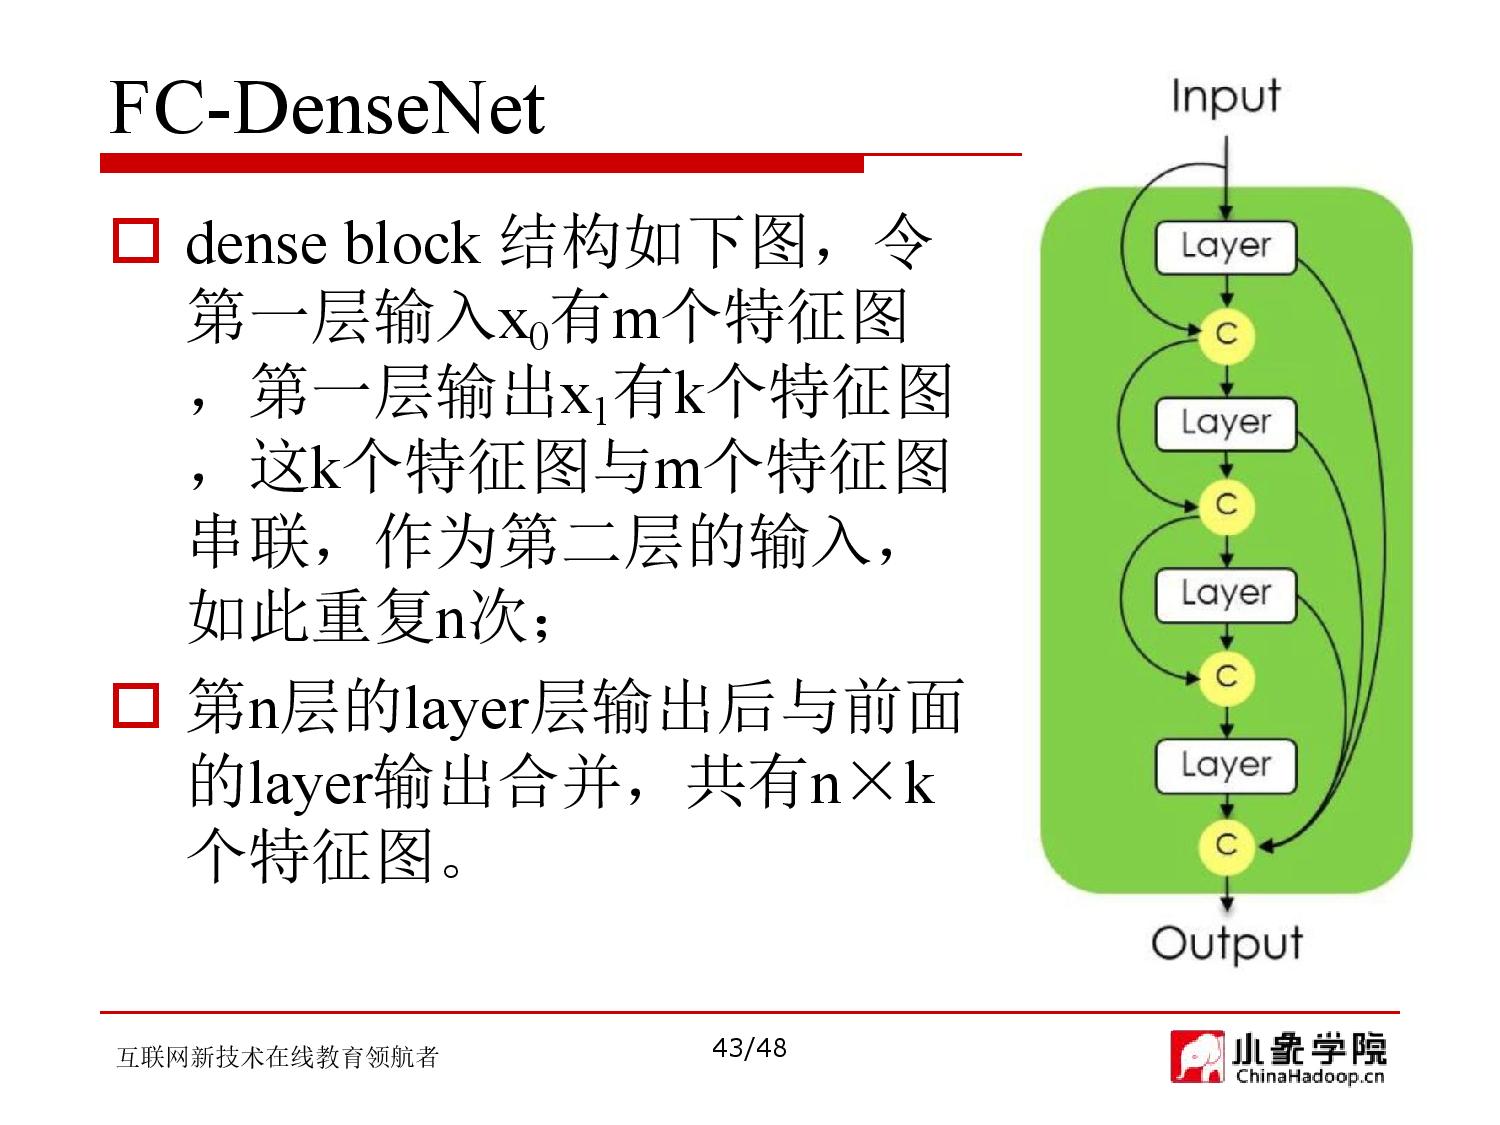 FC-DenseNet
dense block 结构如下图，令
第一层输入x0有m个特征图
，第一层输出x1有k个特征图
，这k个特征图与m个特征图
串联，作为第二层的输入，
如此重复n次；
第n层的layer层输出后与前面
的layer输出合并，共有n×k
个特征图。
Input
Layer
C
Layer
C
Layer
C
Layer
C
Output
互联网新技术在线教育领航者
43/48
小象学院
ChinaHadoop.cn